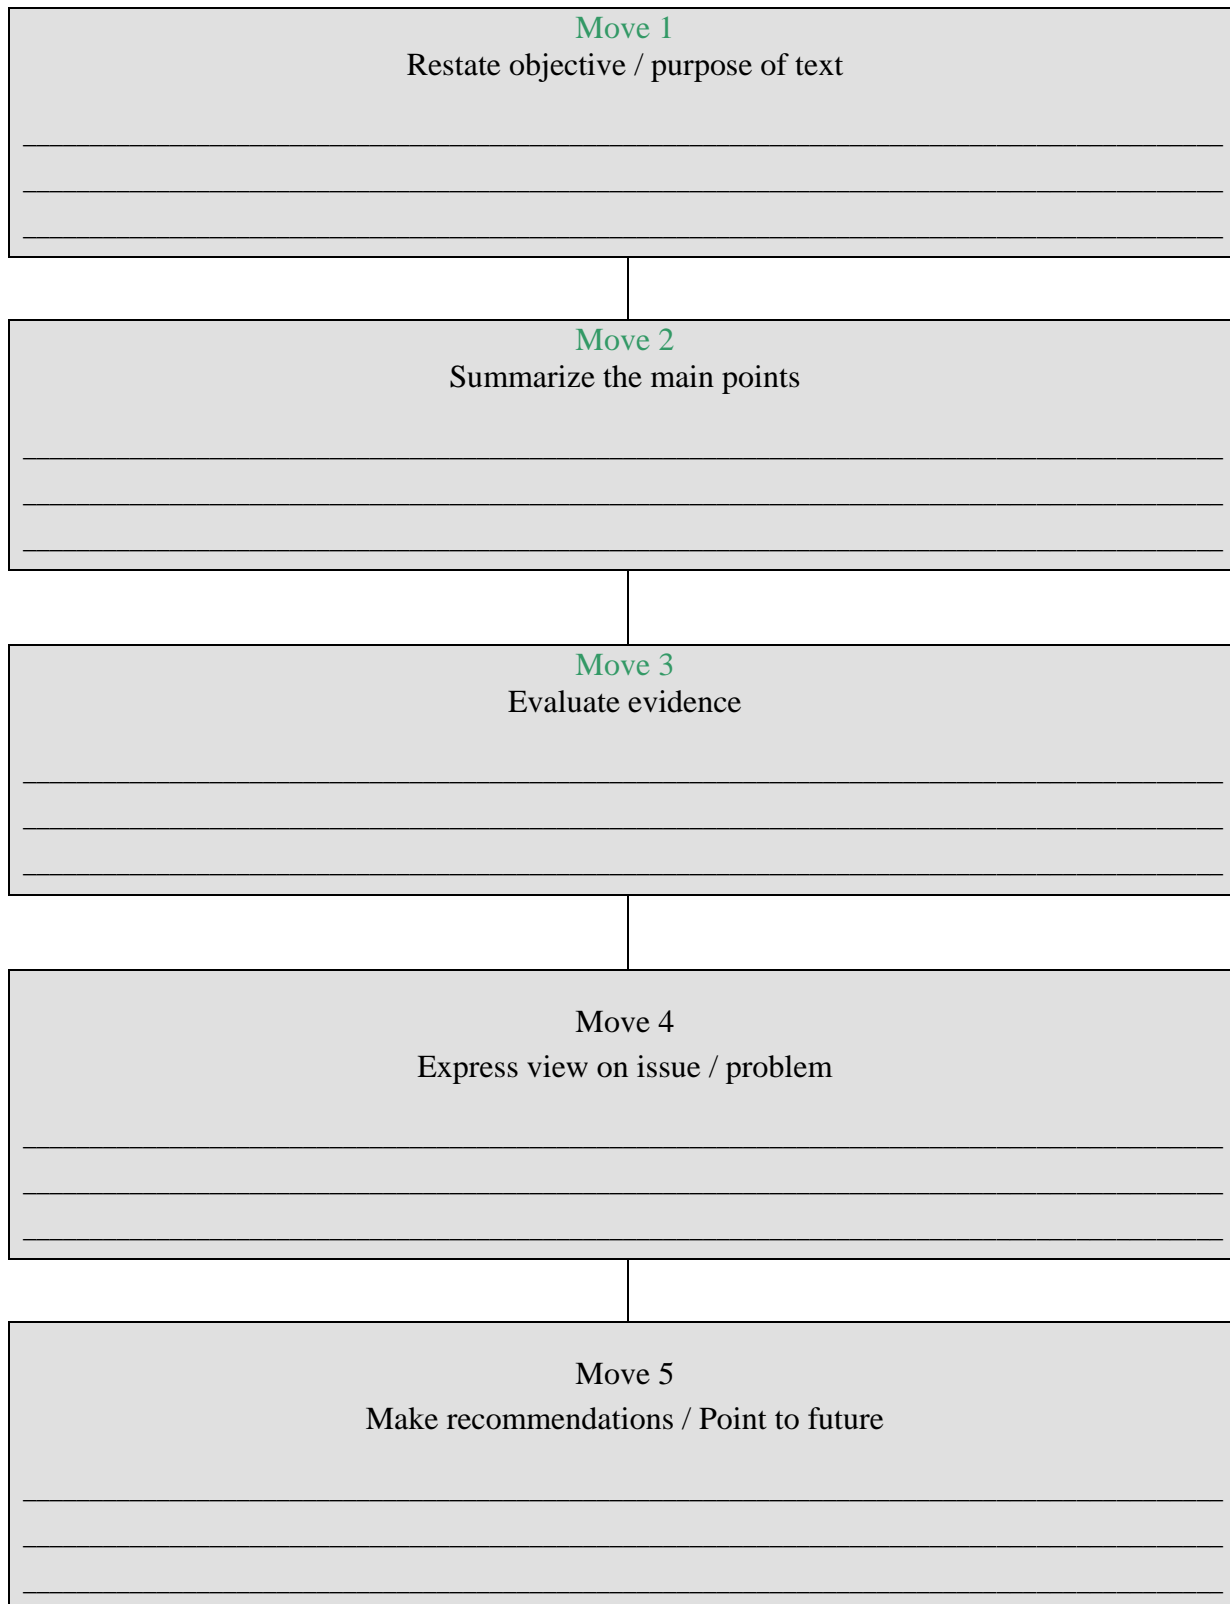 Move 1
Restate objective / purpose of text
Move 2
Summarize the main points
Move 3
Evaluate evidence
Move 4
Express view on issue / problem
Move 5
Make recommendations / Point to future